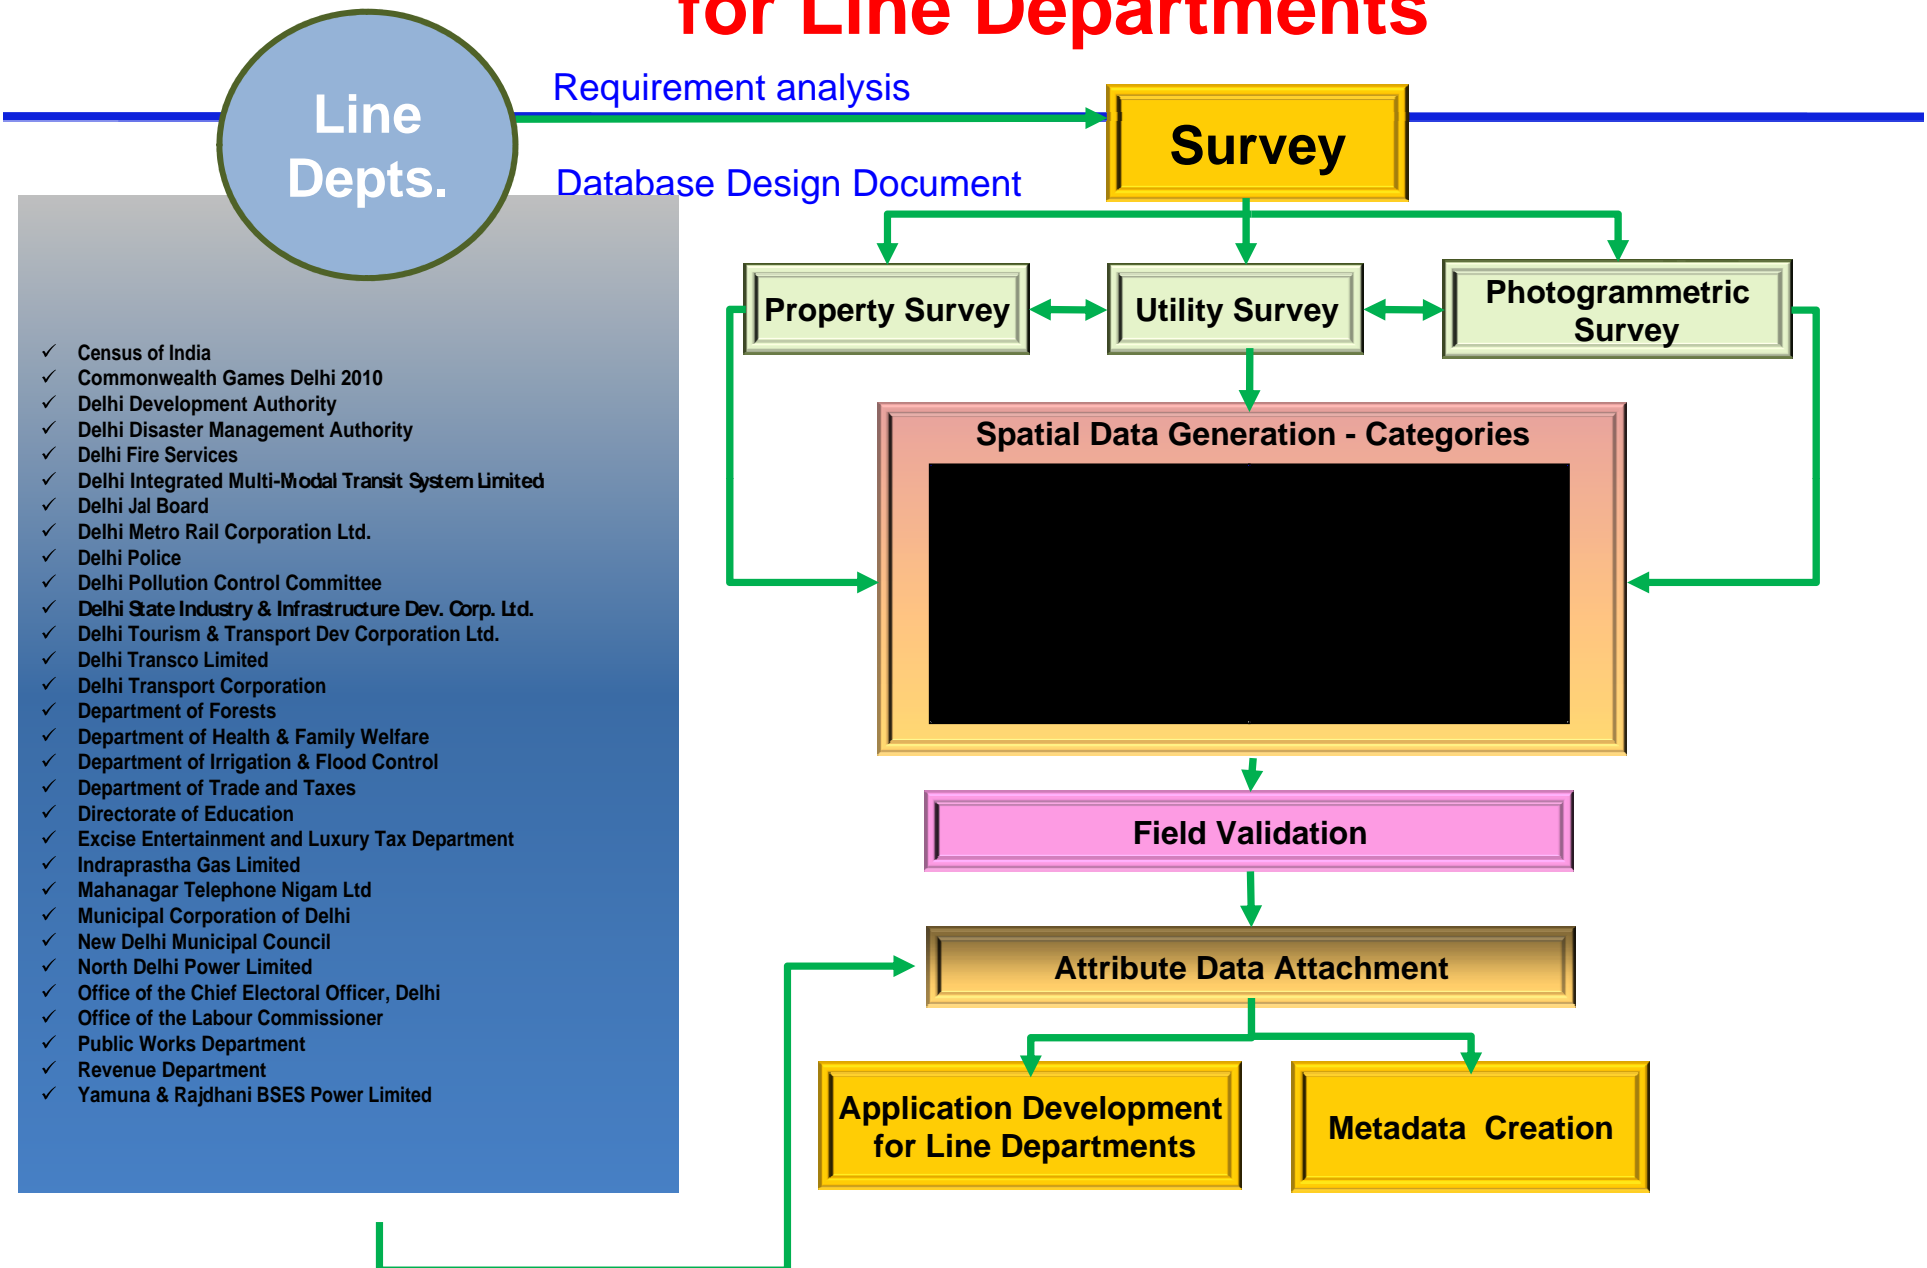 for Line Departments
Line
Depts.
Requirement analysis
Database Design Document
Survey
Property Survey
Utility Survey
Photogrammetric
Survey
✓ Census of India
✓ Commonwealth Games Delhi 2010
✓ Delhi Development Authority
✓ Delhi Disaster Management Authority
✓ Delhi Fire Services
✓ Delhi Integrated Multi-Modal Transit System Limited
✓ Delhi Jal Board
✓ Delhi Metro Rail Corporation Ltd.
✓ Delhi Police
✓ Delhi Pollution Control Committee
✓ Delhi State Industry & Infrastructure Dev. Corp. Ltd.
✓ Delhi Tourism & Transport Dev Corporation Ltd.
✓ Delhi Transco Limited
✓ Delhi Transport Corporation
✓ Department of Forests
✓ Department of Health & Family Welfare
✓ Department of Irrigation & Flood Control
✓ Department of Trade and Taxes
✓ Directorate of Education
✓ Excise Entertainment and Luxury Tax Department
✓ Indraprastha Gas Limited
✓ Mahanagar Telephone Nigam Ltd
✓ Municipal Corporation of Delhi
✓ New Delhi Municipal Council
✓ North Delhi Power Limited
✓ Office of the Chief Electoral Officer, Delhi
✓ Office of the Labour Commissioner
✓ Public Works Department
✓ Revenue Department
✓ Yamuna & Rajdhani BSES Power Limited
Spatial Data Generation - Categories
Field Validation
Attribute Data Attachment
Application Development
for Line Departments
Metadata Creation